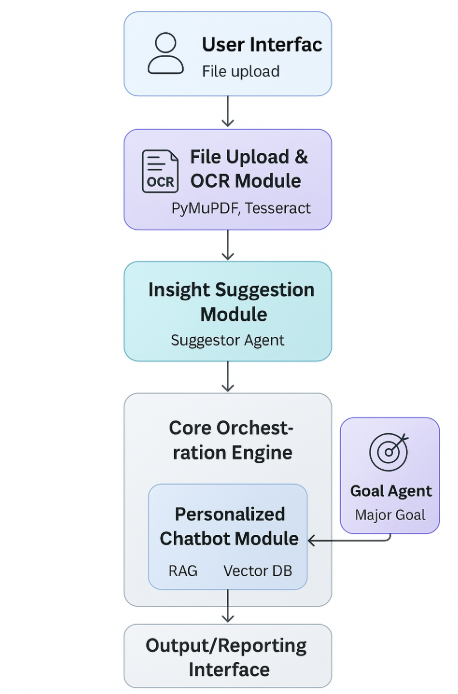 User Interfac
File upload
OCR
File Upload &
OCR Module
PyMuPDF, Tesseract
Insight Suggestion
Module
Suggestor Agent
Core Orchest-
ration Engine
Goal Agent
Major Goal
Personalized
Chatbot Module
RAG Vector DB
Output/Reporting
Interface